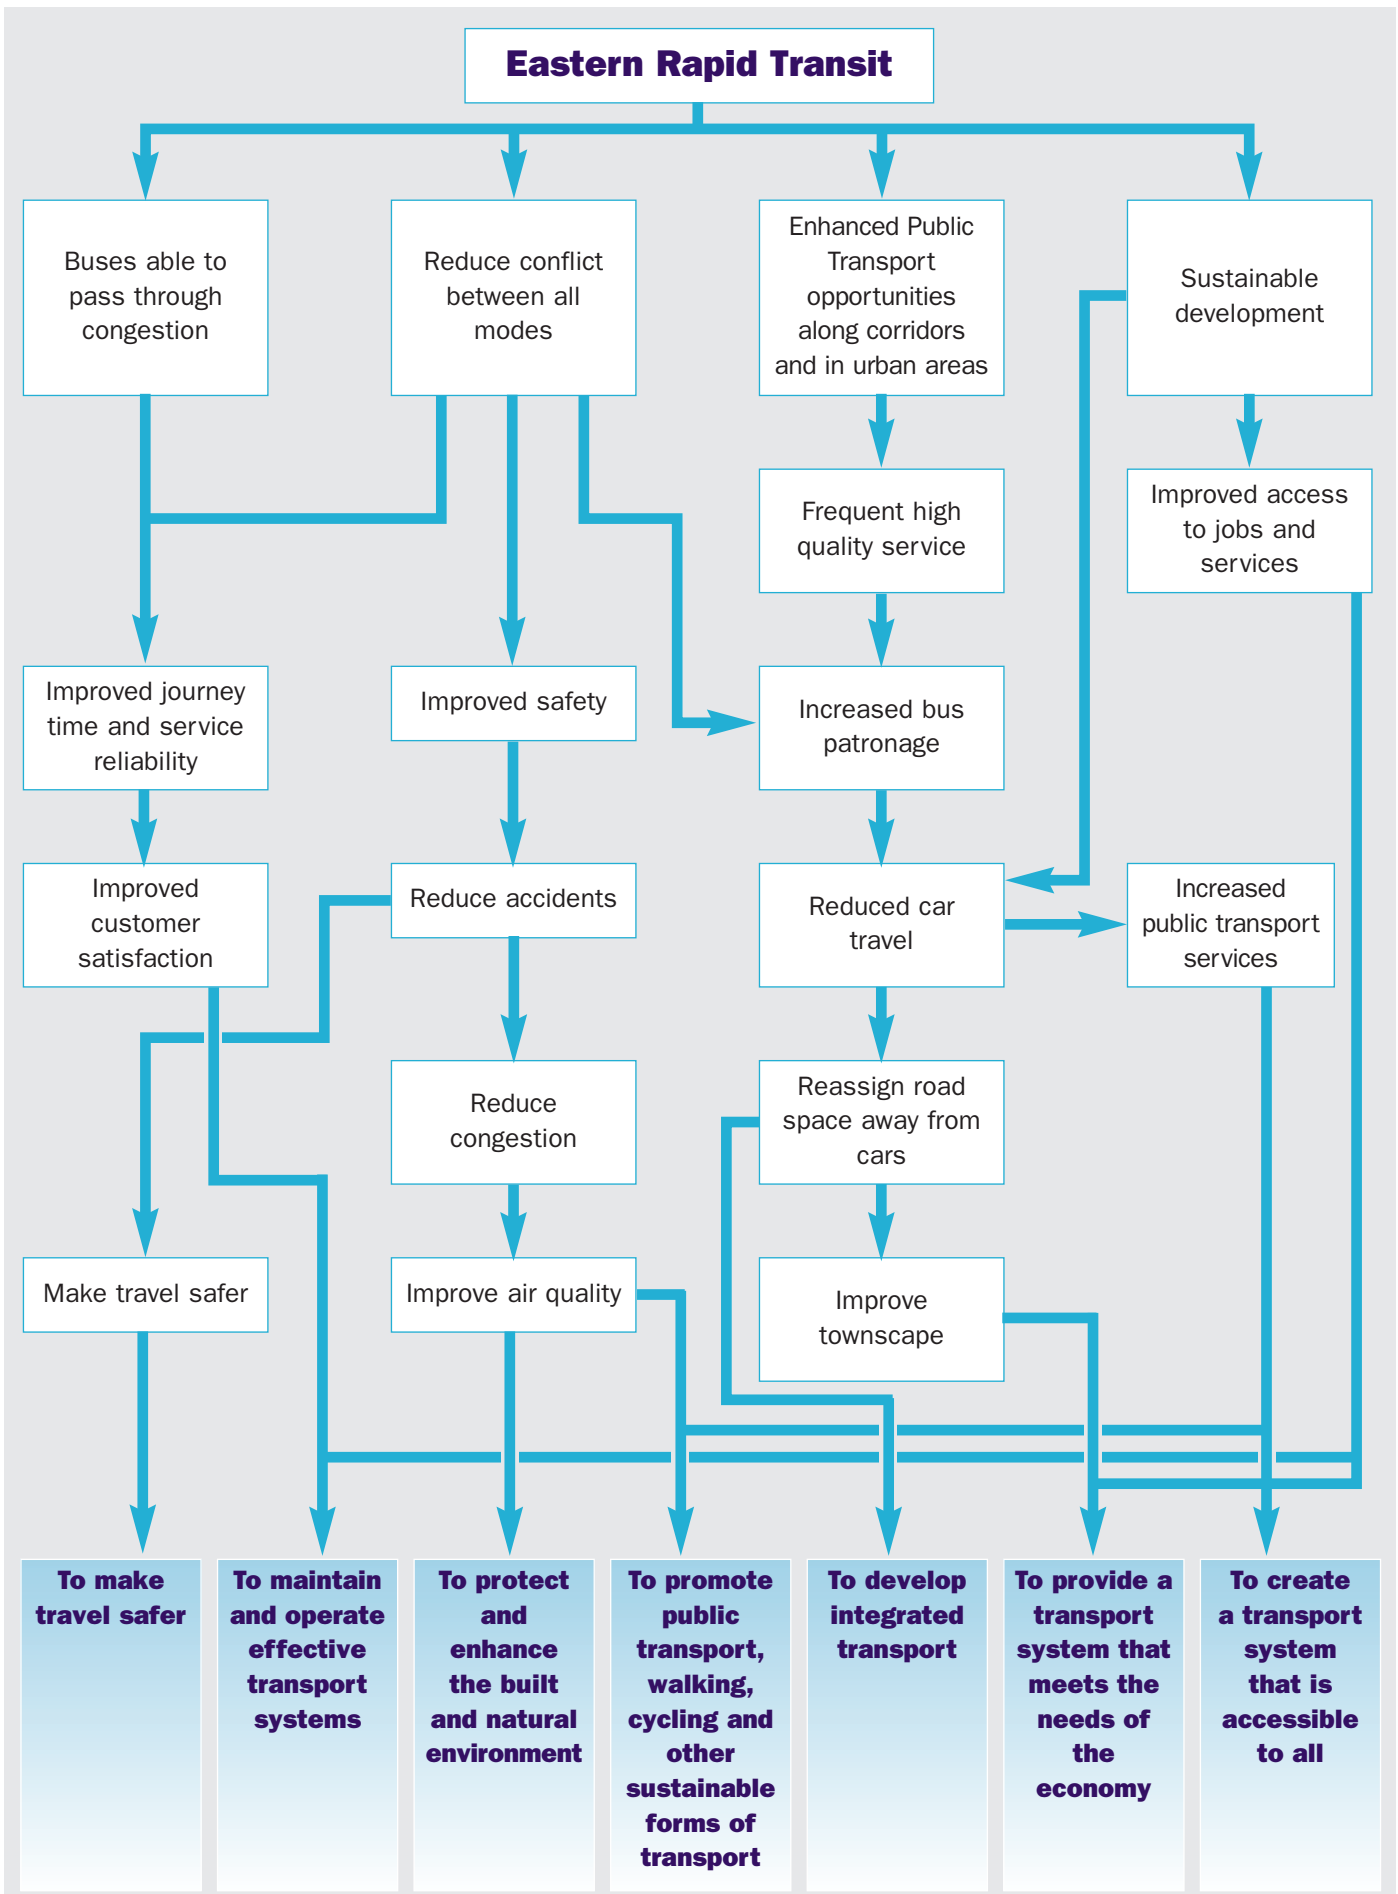 Eastern Rapid Transit
Buses able to
pass through
congestion
Reduce conflict
between all
modes
Enhanced Public
Transport
opportunities
along corridors
and in urban areas
Sustainable
development
Frequent high
quality service
Improved access
to jobs and
services
Improved journey
time and service
reliability
Improved safety
Increased bus
patronage
Improved
customer
satisfaction
Reduce accidents
Reduced car
travel
Increased
public transport
services
Reduce
congestion
Reassign road
space away from
cars
Make travel safer
Improve air quality
Improve
townscape
To make
travel safer
To maintain
and operate
effective
transport
systems
To protect
and
enhance
the built
and natural
environment
To promote
public
transport,
walking,
cycling and
other
sustainable
forms of
transport
To develop
integrated
transport
To provide a
transport
system that
meets the
needs of
the
economy
To create
a transport
system
that is
accessible
to all